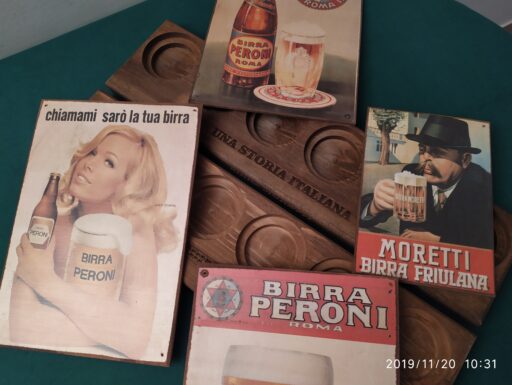 ROMA
BIRRA
PERONI
ROMA
chiamami sarò la tua birra
PERONI
BIRRA
PERONI
UNA STORIA ITALIANA
MORETTI
BIRRA FRIULANA
BIRRA
PERONI
ROMA
2019/11/20 10:31